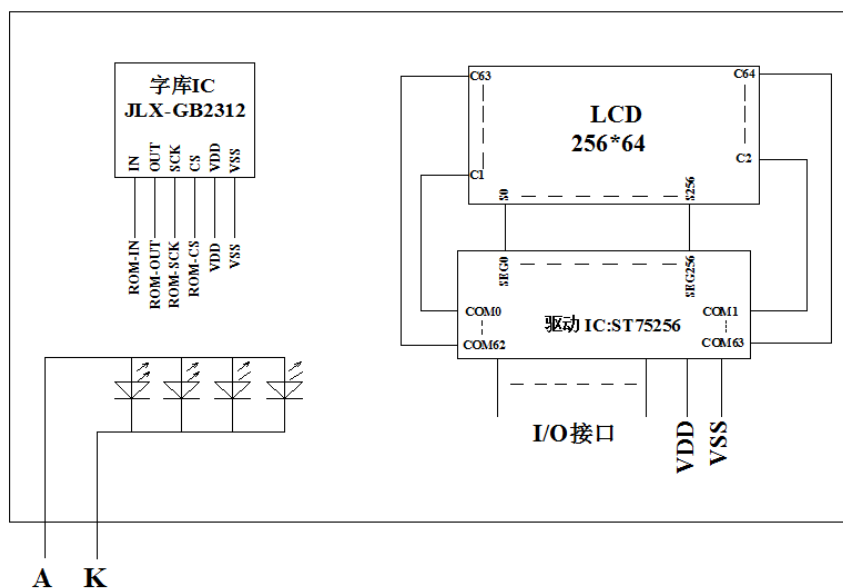 字库IC
JLX-GB2312
IN
OUT
SCK
CS
VDD
VSS
ROM-IN
ROM-OUT
ROM-SCK
ROM-CS
VDD
VSS
C63
C64
LCD
256*64
C1
C2
S0
S256
SEG0
SEG256
COM0
COM1
驱动 IC:ST75256
COM62
COM63
I/O 接口
VDD
VSS
A
K